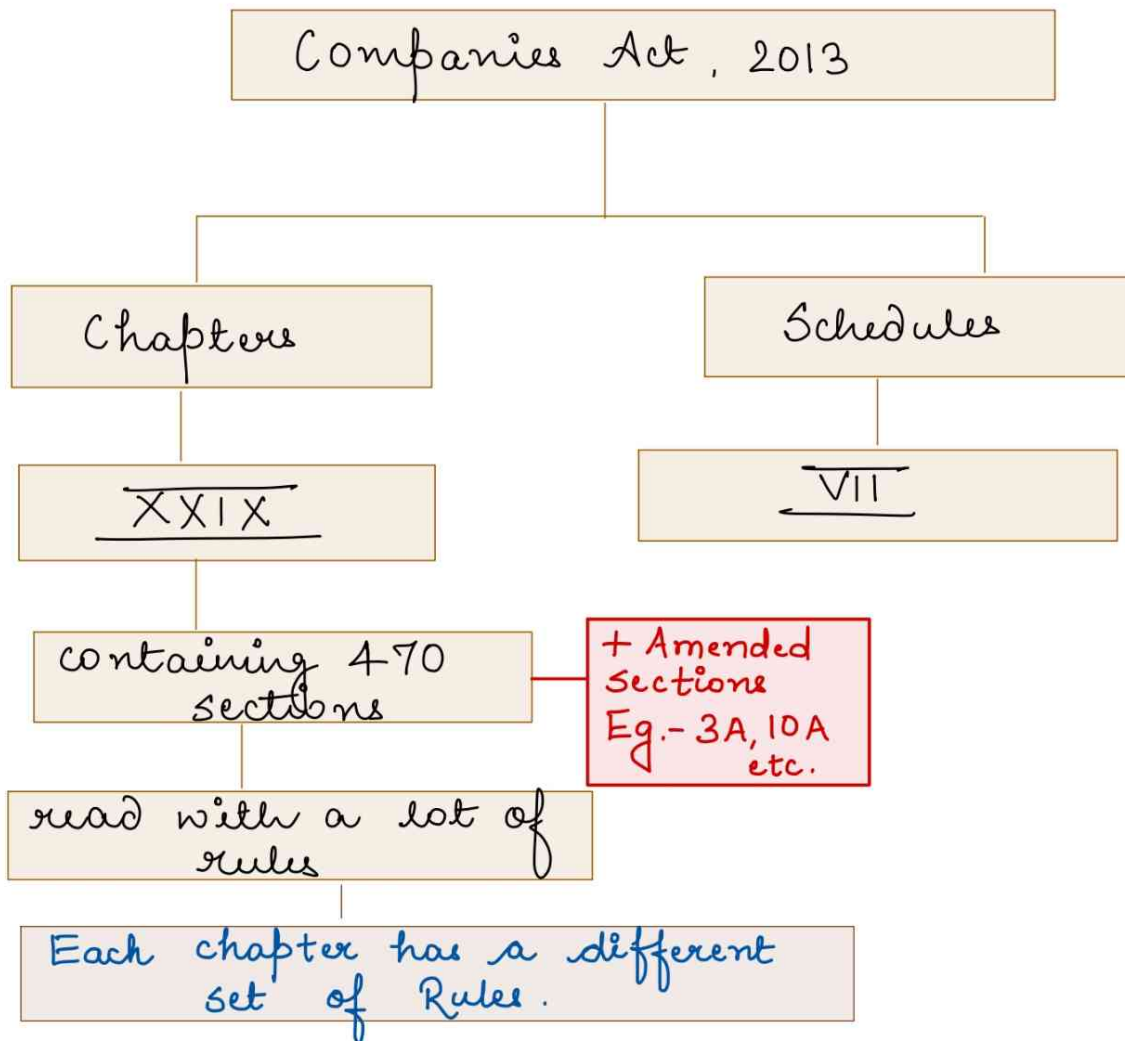 Companies Act, 2013
Chapters
Schedules
XXIX
VII
containing 470
sections
+ Amended
sections
Eg.- 3A, 10A
etc.
read with a lot of
rules
Each chapter has a different
set of Rules.